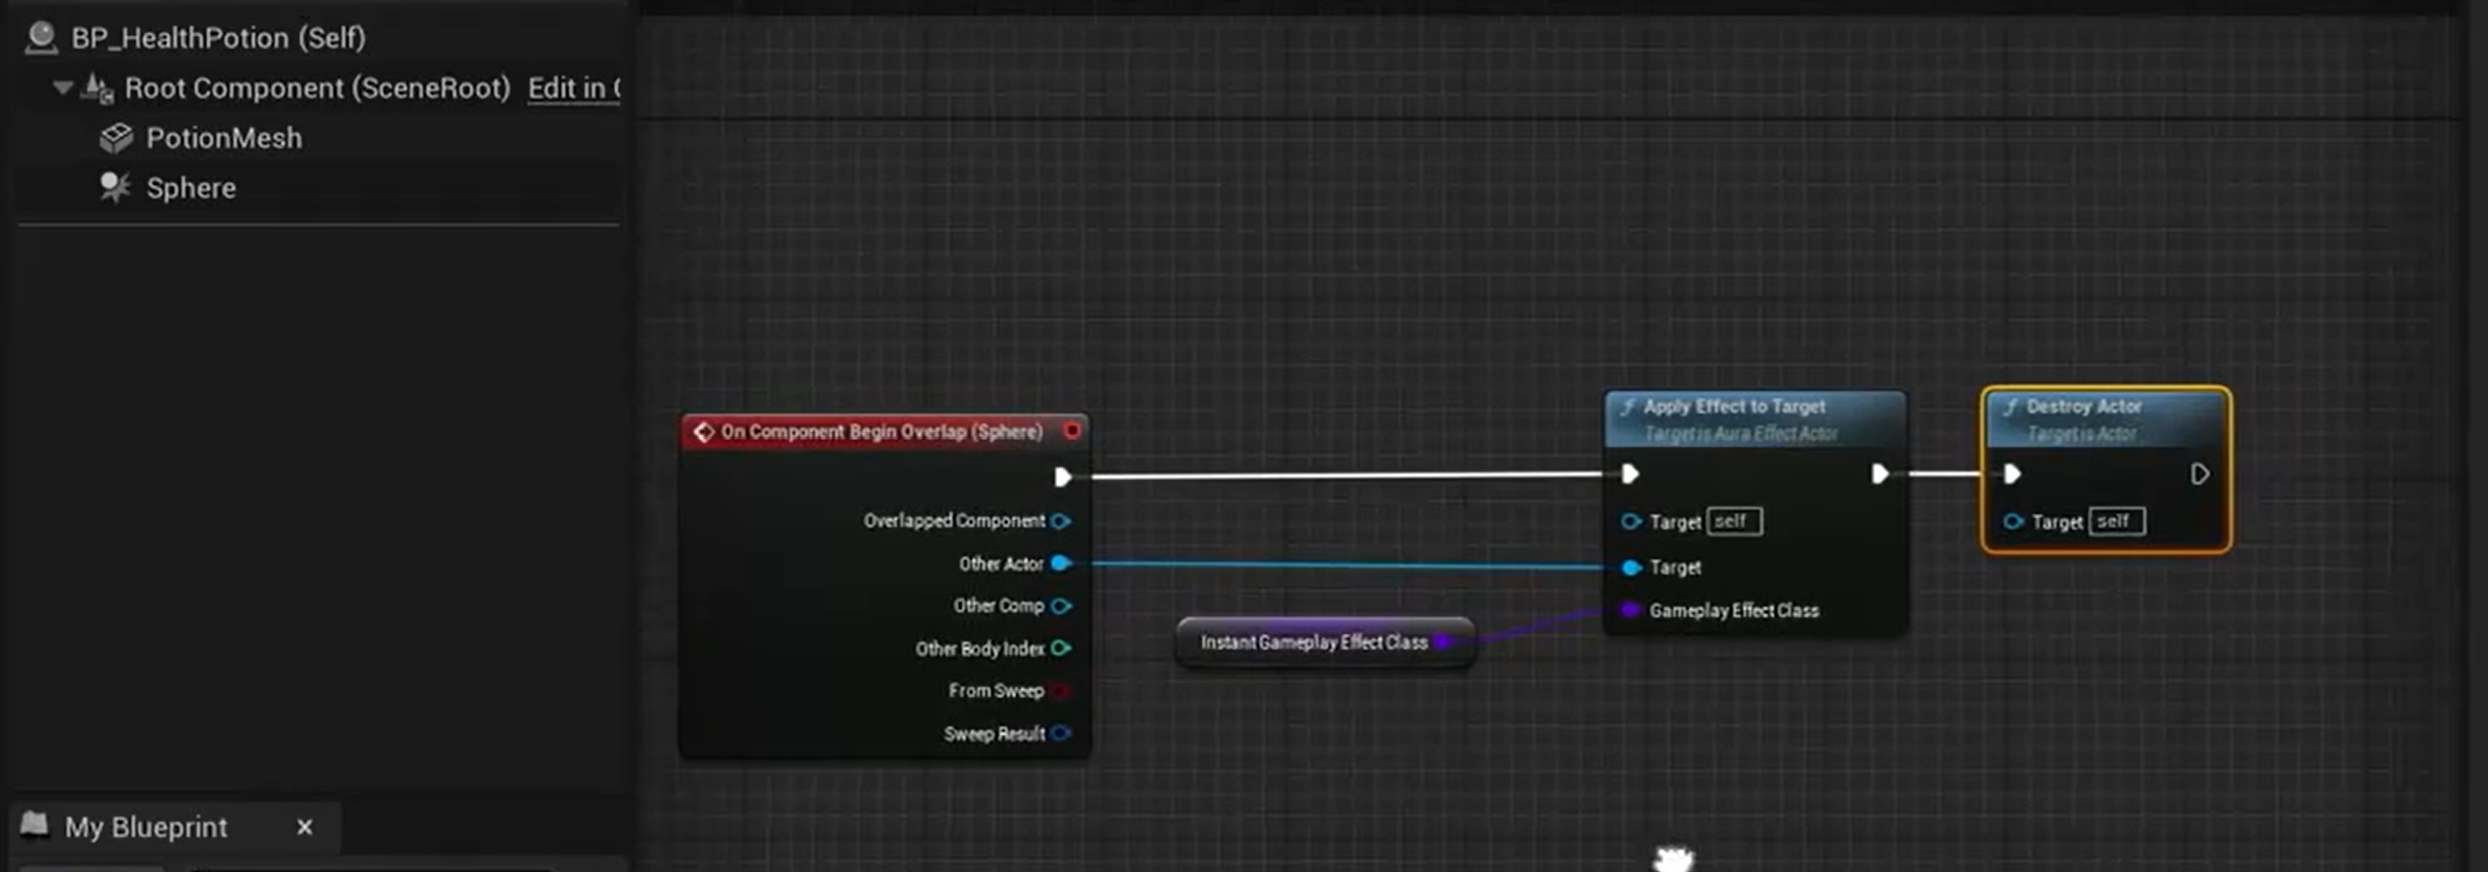 BP_HealthPotion (Self)
Root Component (SceneRoot) Edit in C
PotionMesh
Sphere
My Blueprint
On Component Begin Overlap (Sphere)
Overlapped Component
Other Actor
Other Comp
Other Body Index
From Sweep
Sweep Result
Instant Gameplay Effect Class
Apply Effect to Target
Target is Aura Effect Actor
Target self
Target
Gameplay Effect Class
Destroy Actor
Target is Actor
Target self